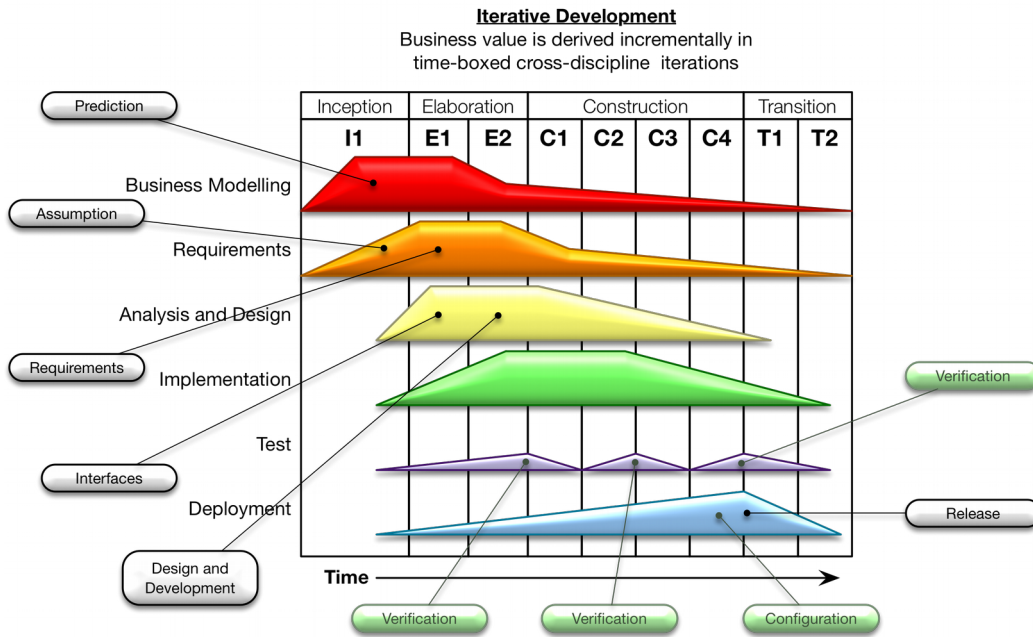 Iterative Development
Business value is derived incrementally in
time-boxed cross-discipline iterations
Prediction
Inception Elaboration Construction Transition
I1 E1 E2 C1 C2 C3 C4 T1 T2
Business Modelling
Assumption
Requirements
Analysis and Design
Requirements
Implementation
Verification
Test
Interfaces
Deployment
Release
Design and
Development
Time
Verification
Verification
Configuration